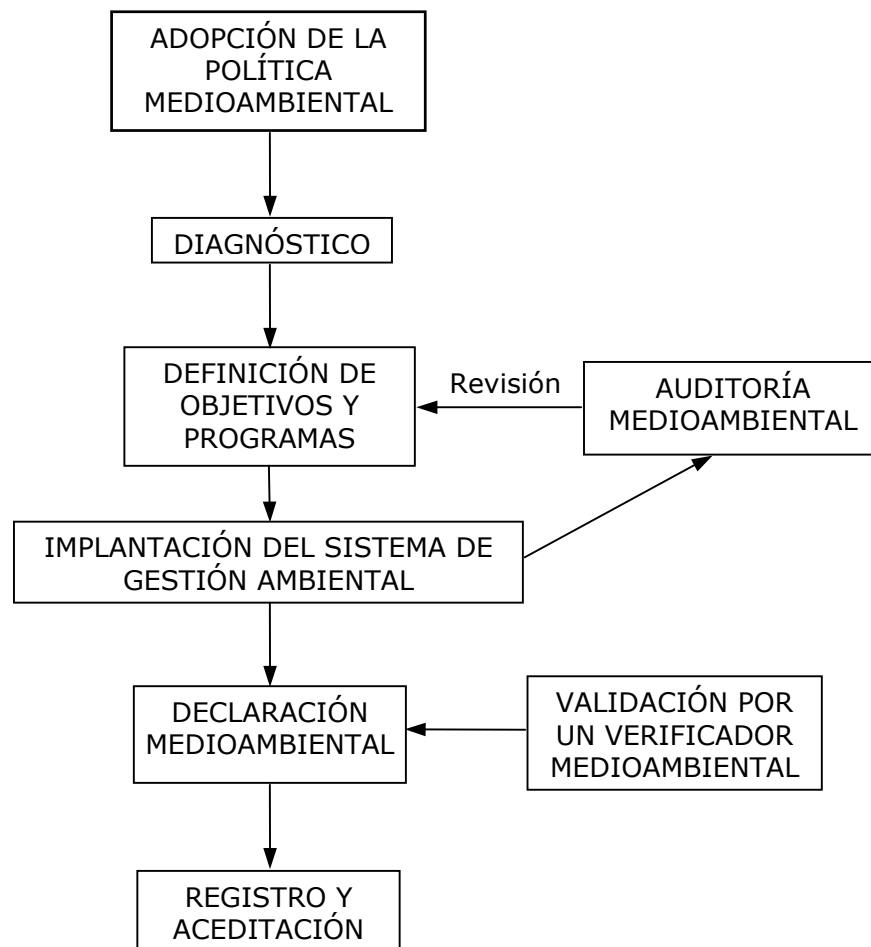 ADOPCIÓN DE LA
POLÍTICA
MEDIOAMBIENTAL
DIAGNÓSTICO
DEFINICIÓN DE
OBJETIVOS Y
PROGRAMAS
Revisión
AUDITORÍA
MEDIOAMBIENTAL
IMPLANTACIÓN DEL SISTEMA DE
GESTIÓN AMBIENTAL
DECLARACIÓN
MEDIOAMBIENTAL
VALIDACIÓN POR
UN VERIFICADOR
MEDIOAMBIENTAL
REGISTRO Y
ACEDITACIÓN